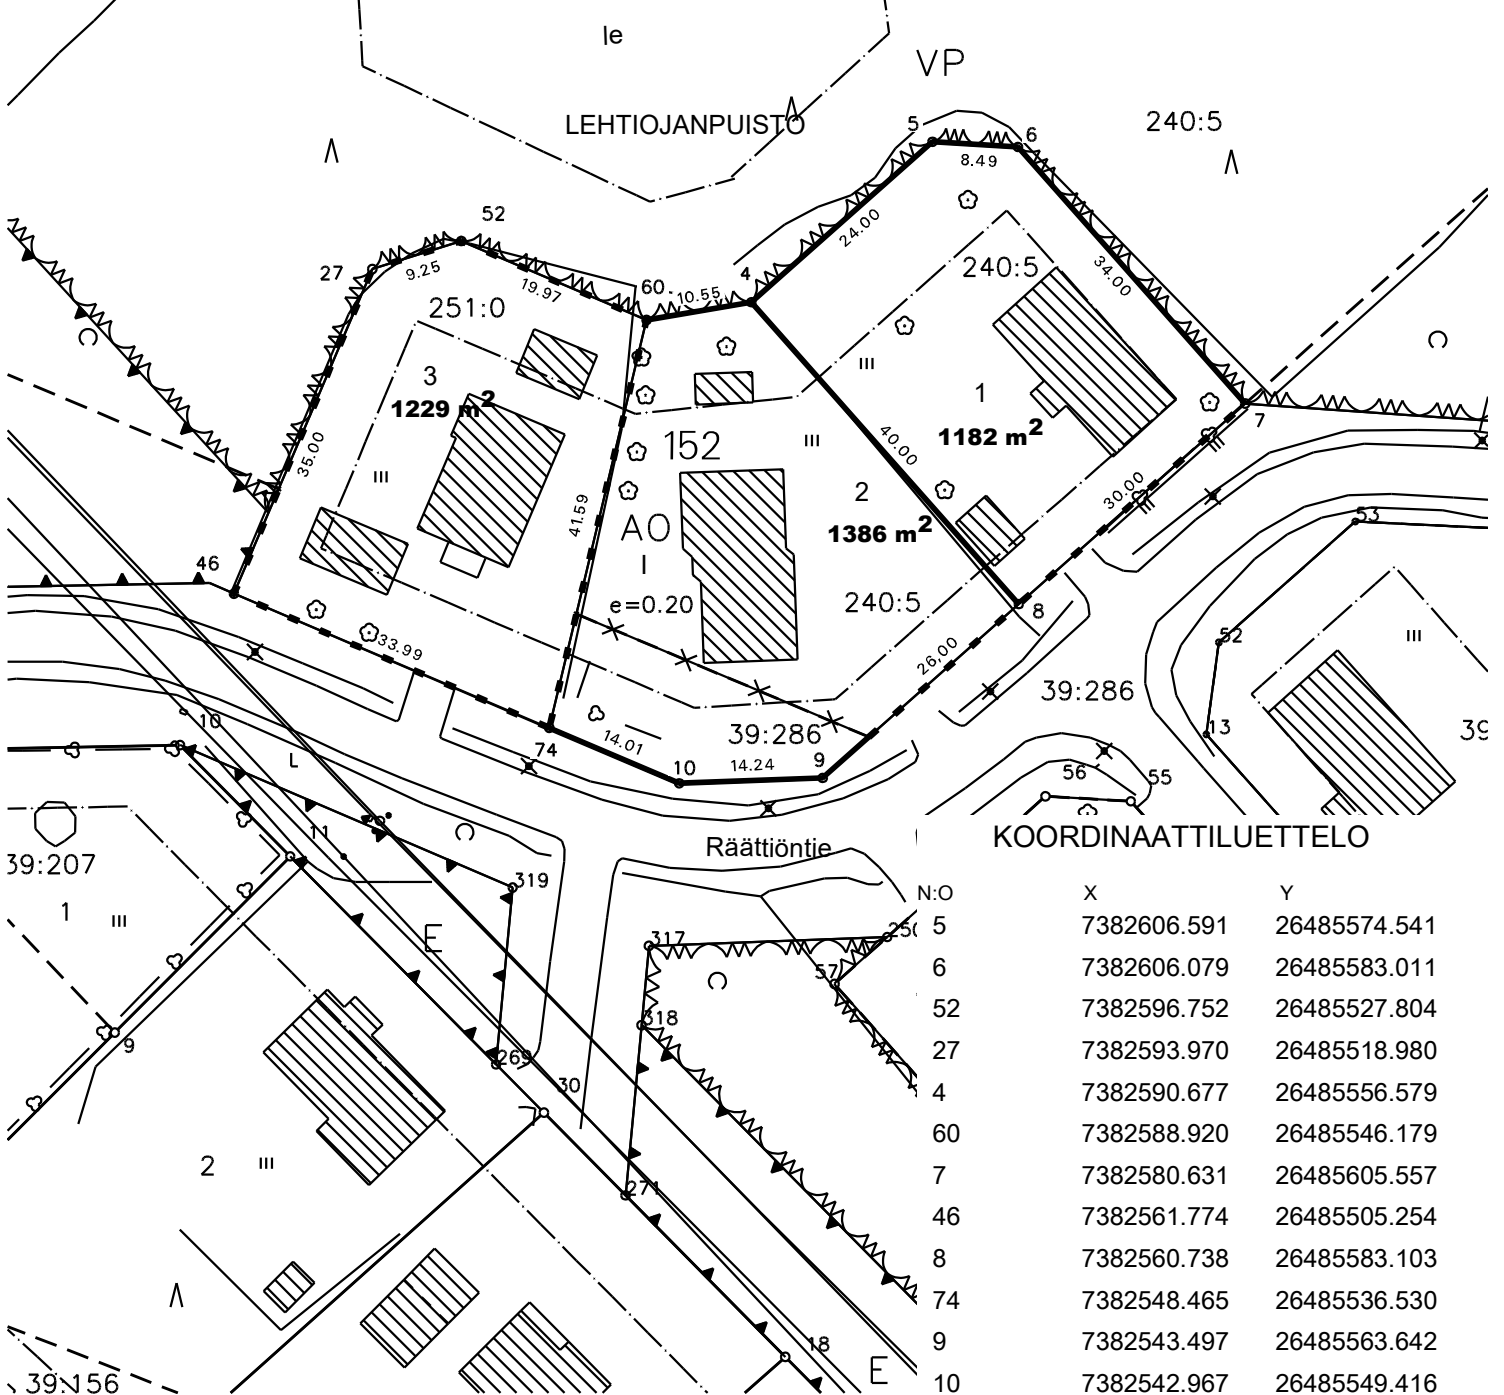 le
VP
LEHTIOJANPUISTO
240:5
5
6
8.49
52
24.00
27
9.25
19.97
60
10.55
4
240:5
34.00
251:0
III
3
1229 m²
1
1182 m²
7
152
III
40.00
35.00
III
41.59
2
1386 m²
30.00
53
AO
I
46
e=0.20
240:5
8
52
III
33.99
26,00
39:286
10
13
74
14.01
39:286
39
L
10
14.24
9
56
55
11
Räättiöntie
39:207
1
III
319
E
317
250
57
318
9
269
30
7
2
III
271
18
E
39:156
KOORDINAATTILUETTELO
N:O X Y
5 7382606.591 26485574.541
6 7382606.079 26485583.011
52 7382596.752 26485527.804
27 7382593.970 26485518.980
4 7382590.677 26485556.579
60 7382588.920 26485546.179
7 7382580.631 26485605.557
46 7382561.774 26485505.254
8 7382560.738 26485583.103
74 7382548.465 26485536.530
9 7382543.497 26485563.642
10 7382542.967 26485549.416